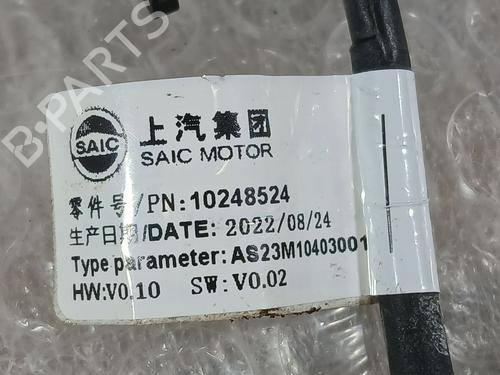 B-PARTS
SAIC
上汽集团
SAIC MOTOR
零件号/PN:10248524
生产日期/DATE: 2022/08/24
Type parameter: AS23M10403001
HW:V0.10 SW:V0.02